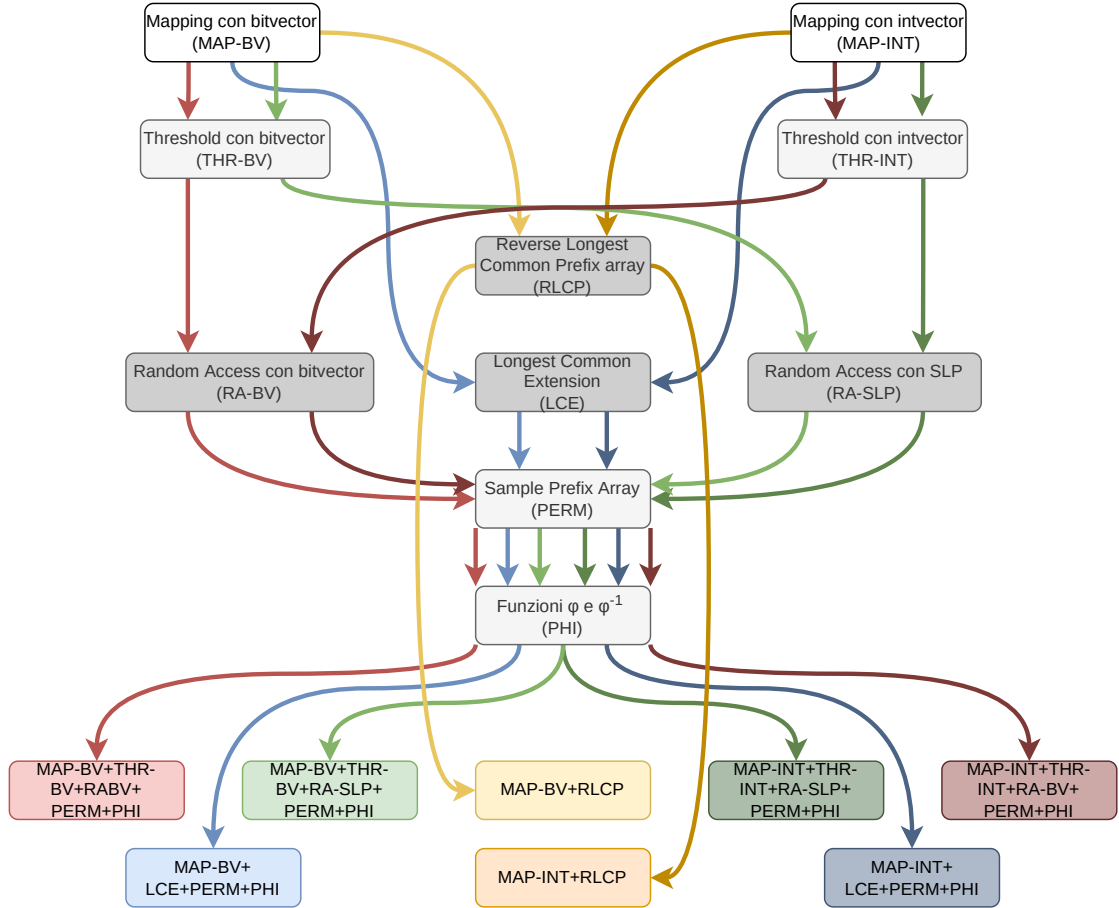 Mapping con bitvector
(MAP-BV)
Mapping con intvector
(MAP-INT)
Threshold con bitvector
(THR-BV)
Threshold con intvector
(THR-INT)
Reverse Longest
Common Prefix array
(RLCP)
Random Access con bitvector
(RA-BV)
Longest Common
Extension
(LCE)
Random Access con SLP
(RA-SLP)
Sample Prefix Array
(PERM)
Funzioni φ e φ⁻¹
(PHI)
MAP-BV+THR-
BV+RABV+
PERM+PHI
MAP-BV+THR-
BV+RA-SLP+
PERM+PHI
MAP-BV+RLCP
MAP-INT+THR-
INT+RA-SLP+
PERM+PHI
MAP-INT+THR-
INT+RA-BV+
PERM+PHI
MAP-BV+
LCE+PERM+PHI
MAP-INT+RLCP
MAP-INT+
LCE+PERM+PHI